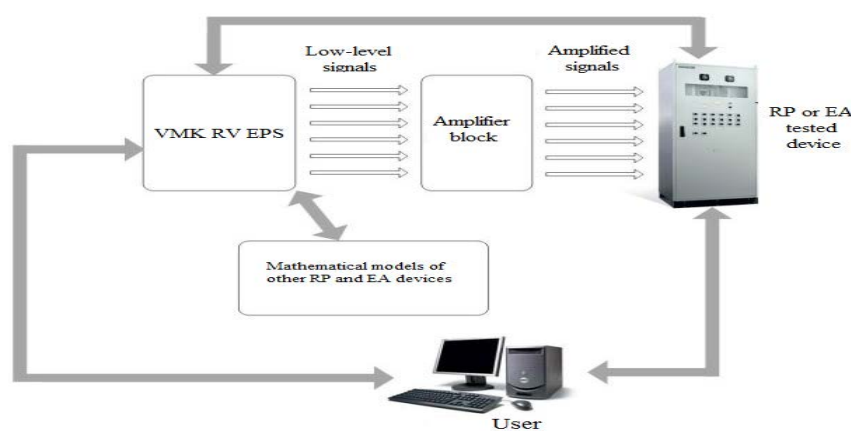 Low-level
signals
Amplified
signals
VMK RV EPS
Amplifier
block
RP or EA
tested
device
Mathematical models of
other RP and EA devices
User